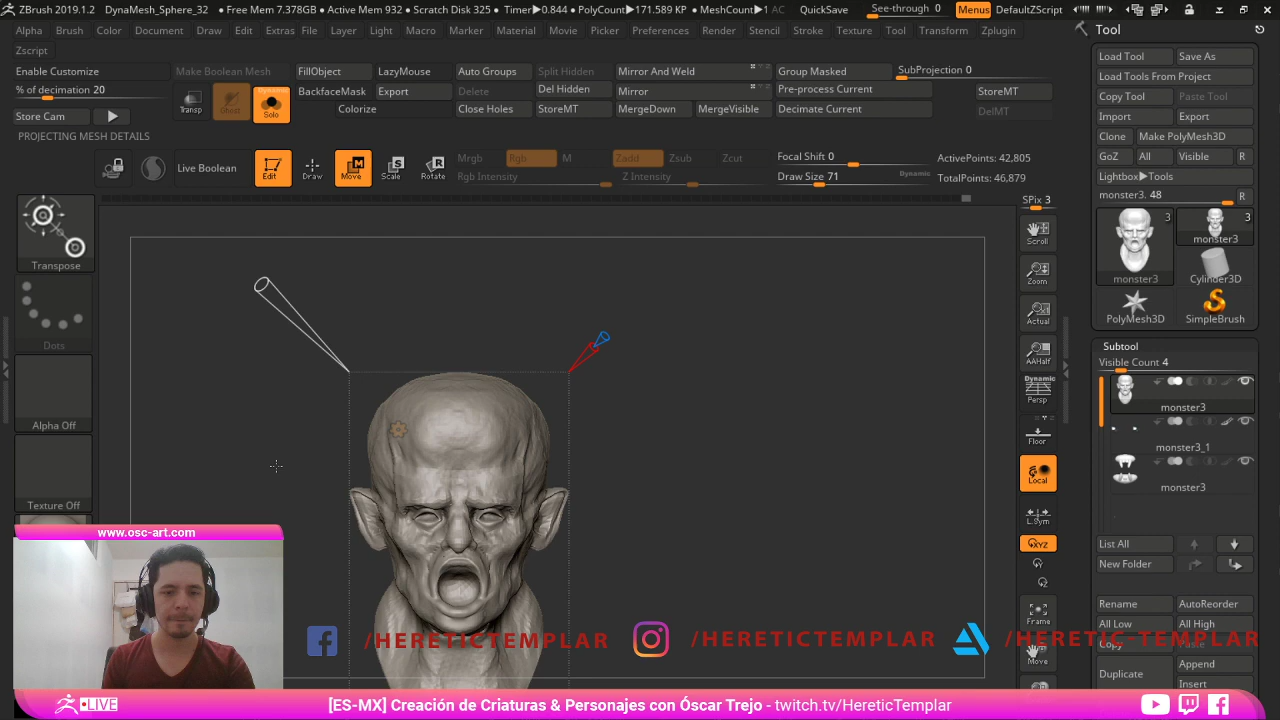 ZBrush 2019.1.2 DynaMesh_Sphere_32 • Free Mem 7.378GB • Active Mem 932 • Scratch Disk 325 • Timer▶0.844 • PolyCount▶171.589 KP • MeshCount▶1 AC QuickSave See-through 0 Menus DefaultZScript
Alpha Brush Color Document Draw Edit Extras File Layer Light Macro Marker Material Movie Picker Preferences Render Stencil Stroke Texture Tool Transform Zplugin
Zscript
Enable Customize Make Boolean Mesh FillObject LazyMouse Auto Groups Split Hidden Mirror And Weld Group Masked SubProjection 0
% of decimation 20 Transp Ghost Dynamic Solo BackfaceMask Export Delete Del Hidden Mirror Pre-process Current StoreMT
Store Cam Colorize Close Holes StoreMT MergeDown MergeVisible Decimate Current DelMT
PROJECTING MESH DETAILS
Live Boolean Edit Draw Move Scale Rotate Mrgb Rgb M Zadd Zsub Zcut Focal Shift 0 ActivePoints: 42,805
Rgb Intensity Z Intensity Draw Size 71 Dynamic TotalPoints: 46,879
Transpose
Dots
Alpha Off
Texture Off
SPix 3
Scroll
Zoom
Actual
AAHalf
Dynamic
Persp
Floor
Local
L.Sym
XYZ
Frame
Move
Tool
Load Tool Save As
Load Tools From Project
Copy Tool Paste Tool
Import Export
Clone Make PolyMesh3D
GoZ All Visible R
Lightbox▶Tools
monster3. 48 R
3 3
monster3
monster3 Cylinder3D
PolyMesh3D SimpleBrush
Subtool
Visible Count 4
monster3
monster3_1
monster3
List All
New Folder
Rename AutoReorder
All Low All High
Copy Paste
Duplicate Append
Insert
www.osc-art.com
/HERETICTEMPLAR /HERETICTEMPLAR /HERETIC_TEMPLAR
LIVE [ES-MX] Creación de Criaturas & Personajes con Óscar Trejo - twitch.tv/HereticTemplar